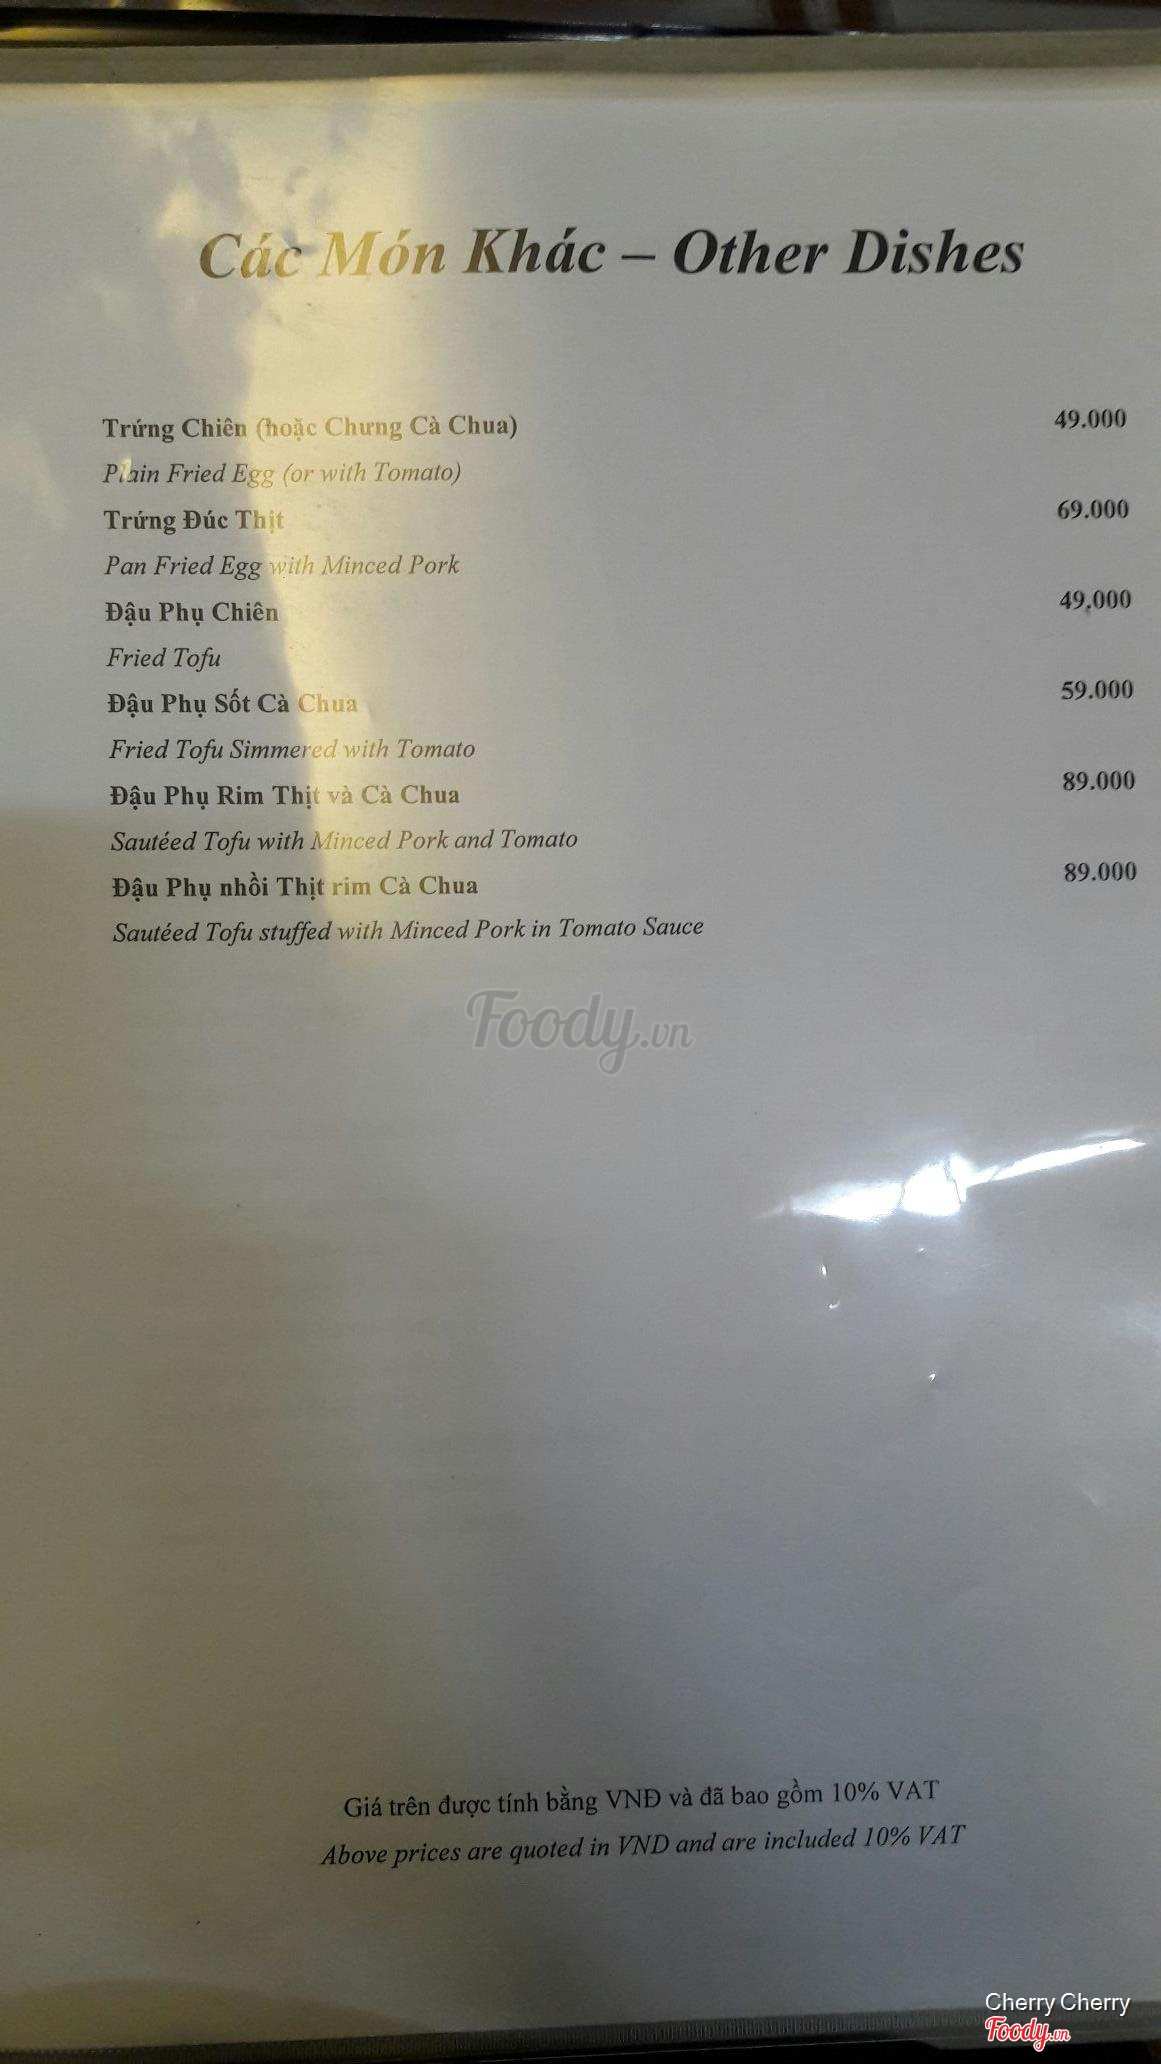 Các Món Khác – Other Dishes
Trứng Chiên (hoặc Chưng Cà Chua) 49.000
Plain Fried Egg (or with Tomato)
Trứng Đúc Thịt 69.000
Pan Fried Egg with Minced Pork
Đậu Phụ Chiên 49.000
Fried Tofu
Đậu Phụ Sốt Cà Chua 59.000
Fried Tofu Simmered with Tomato
Đậu Phụ Rim Thịt và Cà Chua 89.000
Sautéed Tofu with Minced Pork and Tomato
Đậu Phụ nhồi Thịt rim Cà Chua 89.000
Sautéed Tofu stuffed with Minced Pork in Tomato Sauce
Foody.vn
Giá trên được tính bằng VNĐ và đã bao gồm 10% VAT
Above prices are quoted in VND and are included 10% VAT
Cherry Cherry
Foody.vn